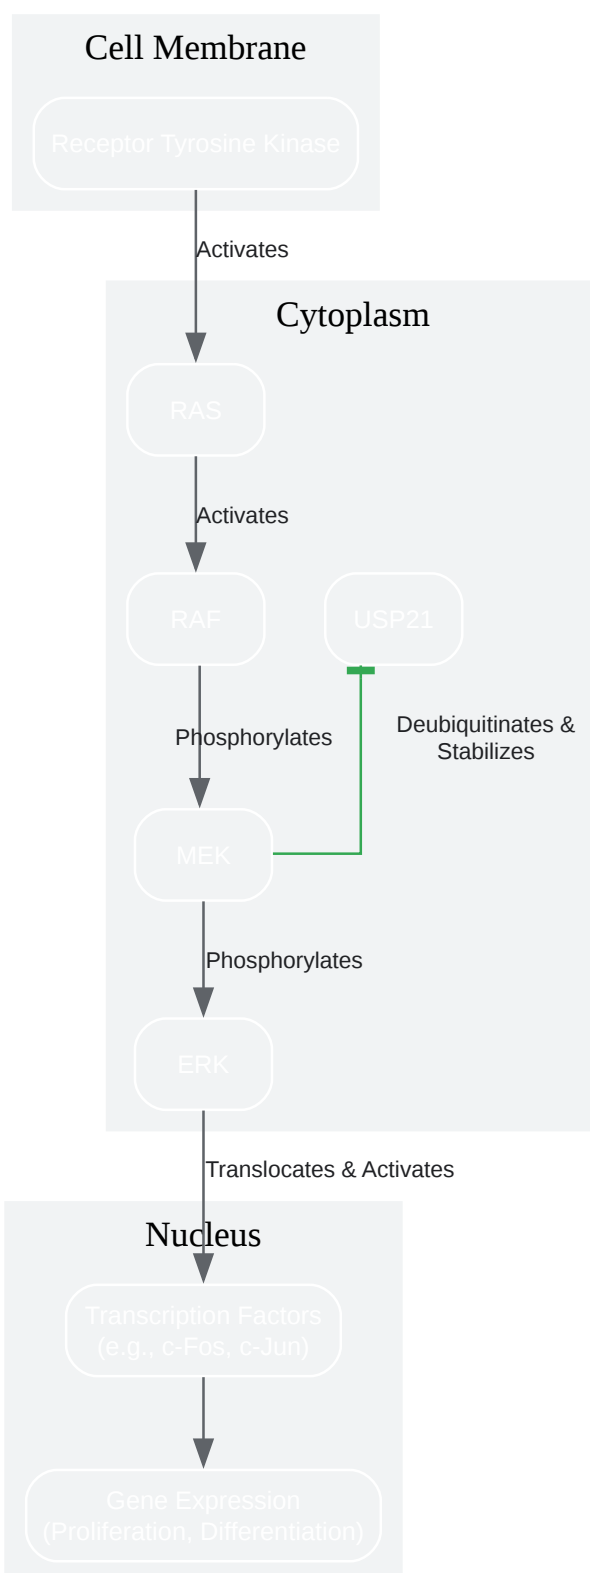 Cell Membrane
Receptor Tyrosine Kinase
Activates
Cytoplasm
RAS
Activates
RAF
USP21
Phosphorylates
Deubiquitinates &
Stabilizes
MEK
Phosphorylates
ERK
Translocates & Activates
Nucleus
Transcription Factors
(e.g., c-Fos, c-Jun)
Gene Expression
(Proliferation, Differentiation)